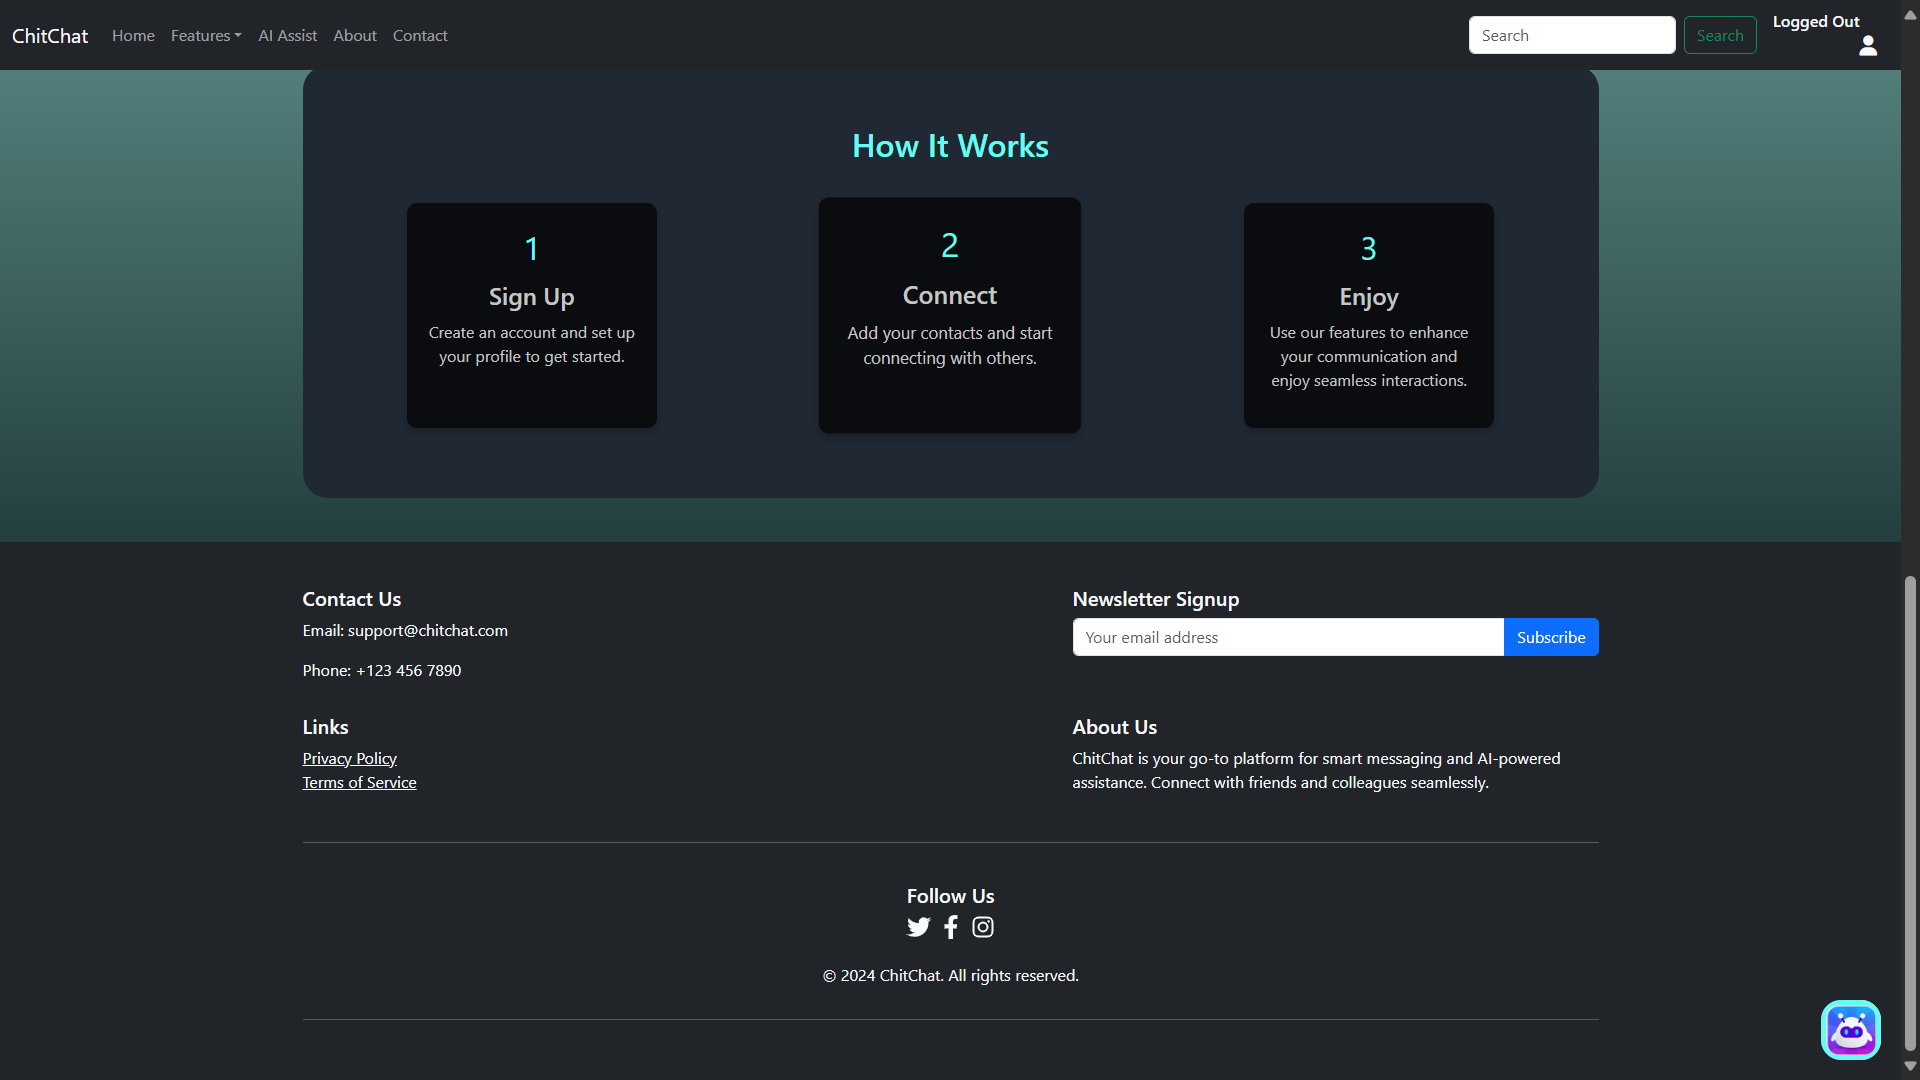 ChitChat Home Features AI Assist About Contact Search Search Logged Out
How It Works
1
Sign Up
Create an account and set up
your profile to get started.
2
Connect
Add your contacts and start
connecting with others.
3
Enjoy
Use our features to enhance
your communication and
enjoy seamless interactions.
Contact Us
Email: support@chitchat.com
Phone: +123 456 7890
Newsletter Signup
Your email address Subscribe
Links
Privacy Policy
Terms of Service
About Us
ChitChat is your go-to platform for smart messaging and AI-powered
assistance. Connect with friends and colleagues seamlessly.
Follow Us
© 2024 ChitChat. All rights reserved.